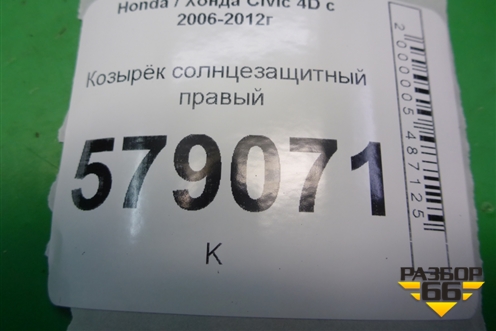 Honda / Хонда Civic 4D с
2006-2012г
Козырёк солнцезащитный
правый
579071
К
2000005487125
РАЗБОР
66